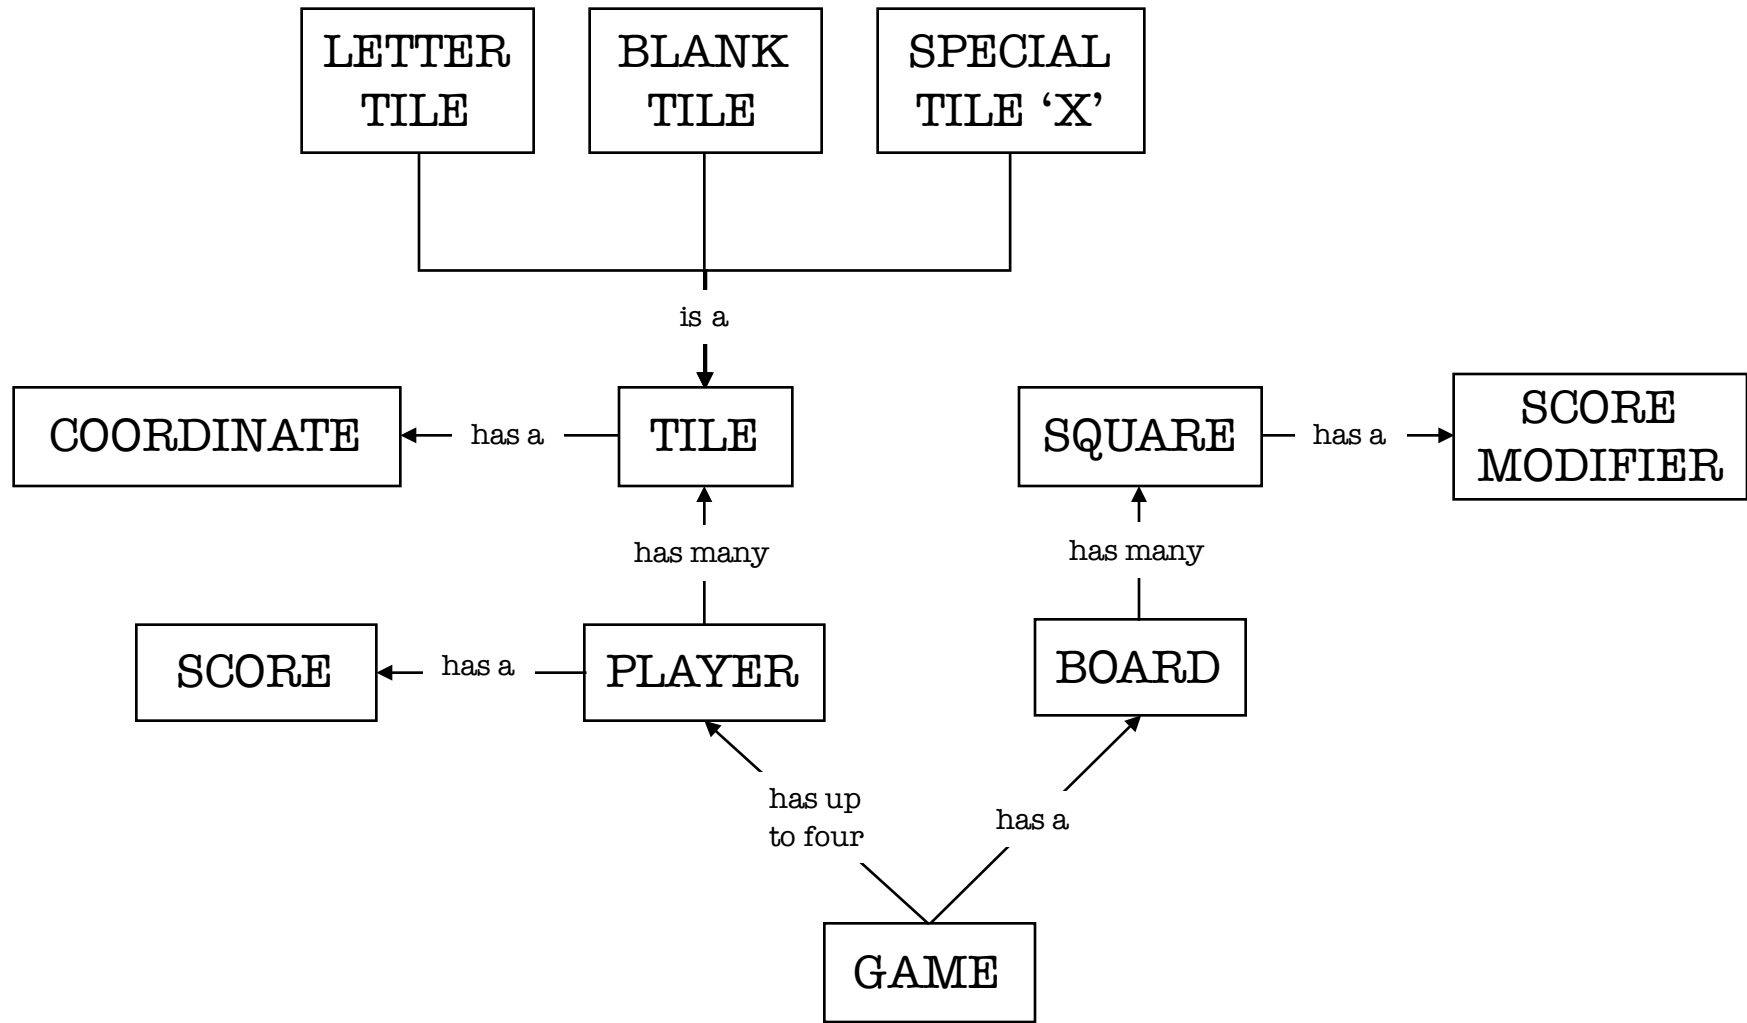 LETTER
TILE
BLANK
TILE
SPECIAL
TILE ‘X’
is a
COORDINATE
has a
TILE
SQUARE
has a
SCORE
MODIFIER
has many
has many
SCORE
has a
PLAYER
BOARD
has up
to four
has a
GAME